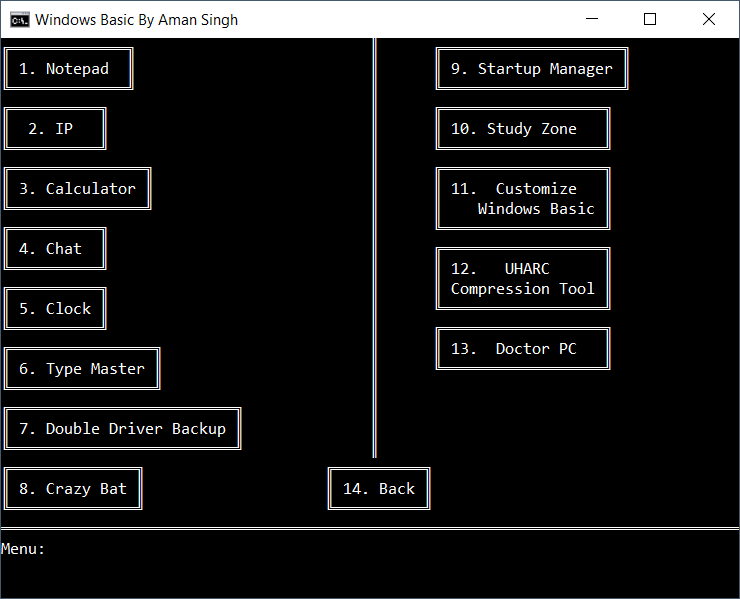 Windows Basic By Aman Singh
1. Notepad
2. IP
3. Calculator
4. Chat
5. Clock
6. Type Master
7. Double Driver Backup
8. Crazy Bat
9. Startup Manager
10. Study Zone
11. Customize
Windows Basic
12. UHARC
Compression Tool
13. Doctor PC
14. Back
Menu: